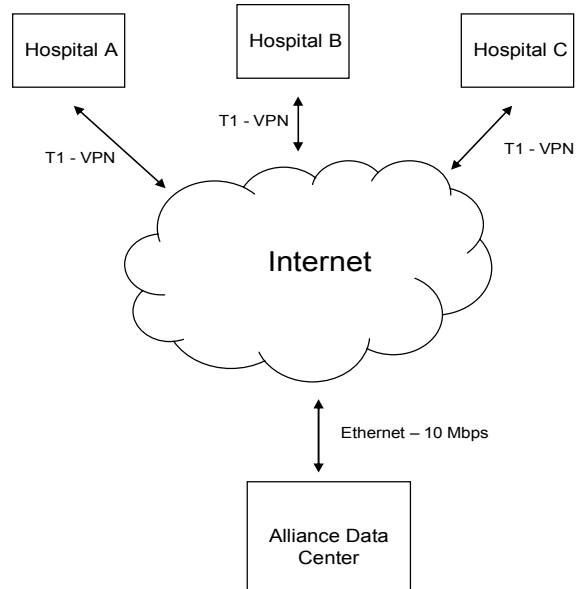 Hospital A
Hospital B
Hospital C
T1 - VPN
T1 - VPN
T1 - VPN
Internet
Ethernet – 10 Mbps
Alliance Data
Center